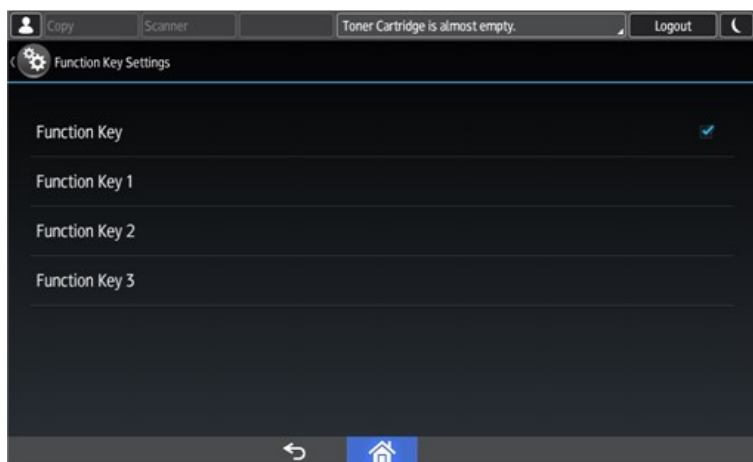 Copy
Scanner
Toner Cartridge is almost empty.
Logout
Function Key Settings
Function Key
Function Key 1
Function Key 2
Function Key 3